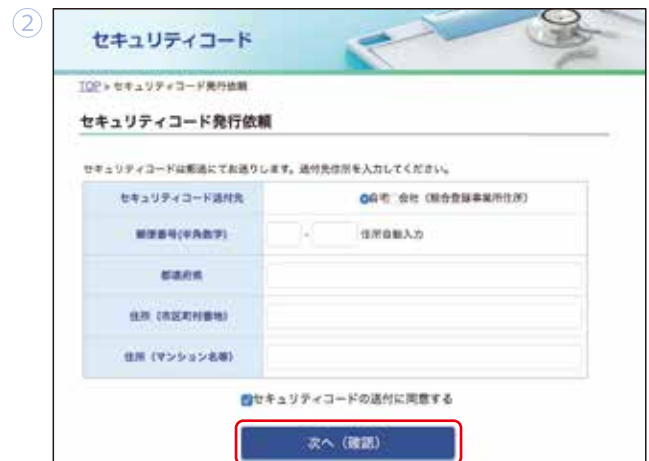 ②
セキュリティコード
TOP > セキュリティコード発行依頼
セキュリティコード発行依頼
セキュリティコードは郵送にてお送りします。送付先住所を入力してください。
セキュリティコード送付先 自宅 会社（組合登録事業所住所）
郵便番号(半角数字) - 住所自動入力
都道府県
住所（市区町村番地）
住所（マンション名等）
セキュリティコードの送付に同意する
次へ（確認）